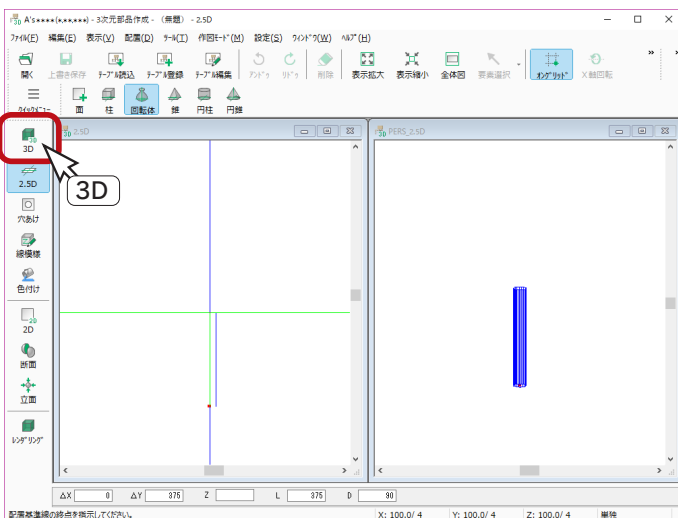 A's∗∗∗∗(∗,∗∗,∗∗∗) - 3次元部品作成 - 〈無題〉 - 2.5D
ﾌｧｲﾙ(F) 編集(E) 表示(V) 配置(D) ﾂｰﾙ(T) 作図ﾓｰﾄﾞ(M) 設定(S) ｳｨﾝﾄﾞｳ(W) ﾍﾙﾌﾟ(H)
開く 上書き保存 ﾃｰﾌﾞﾙ読込 ﾃｰﾌﾞﾙ登録 ﾃｰﾌﾞﾙ編集 ｱﾝﾄﾞｩ ﾘﾄﾞｩ 削除 表示拡大 表示縮小 全体図 要素選択 ｵﾝｸﾞﾘｯﾄﾞ X軸回転 » »
ｸｲｯｸﾒﾆｭｰ 面 柱 回転体 錐 円柱 円錐
3D
2.5D
穴あけ
線模様
色付け
2D
断面
立面
ﾚﾝﾀﾞﾘﾝｸﾞ
2.5D
PERS_2.5D
3D
ΔX 0 ΔY 375 Z L 375 D 90
配置基準線の終点を指示してください。 X: 100.0/ 4 Y: 100.0/ 4 Z: 100.0/ 4 単独